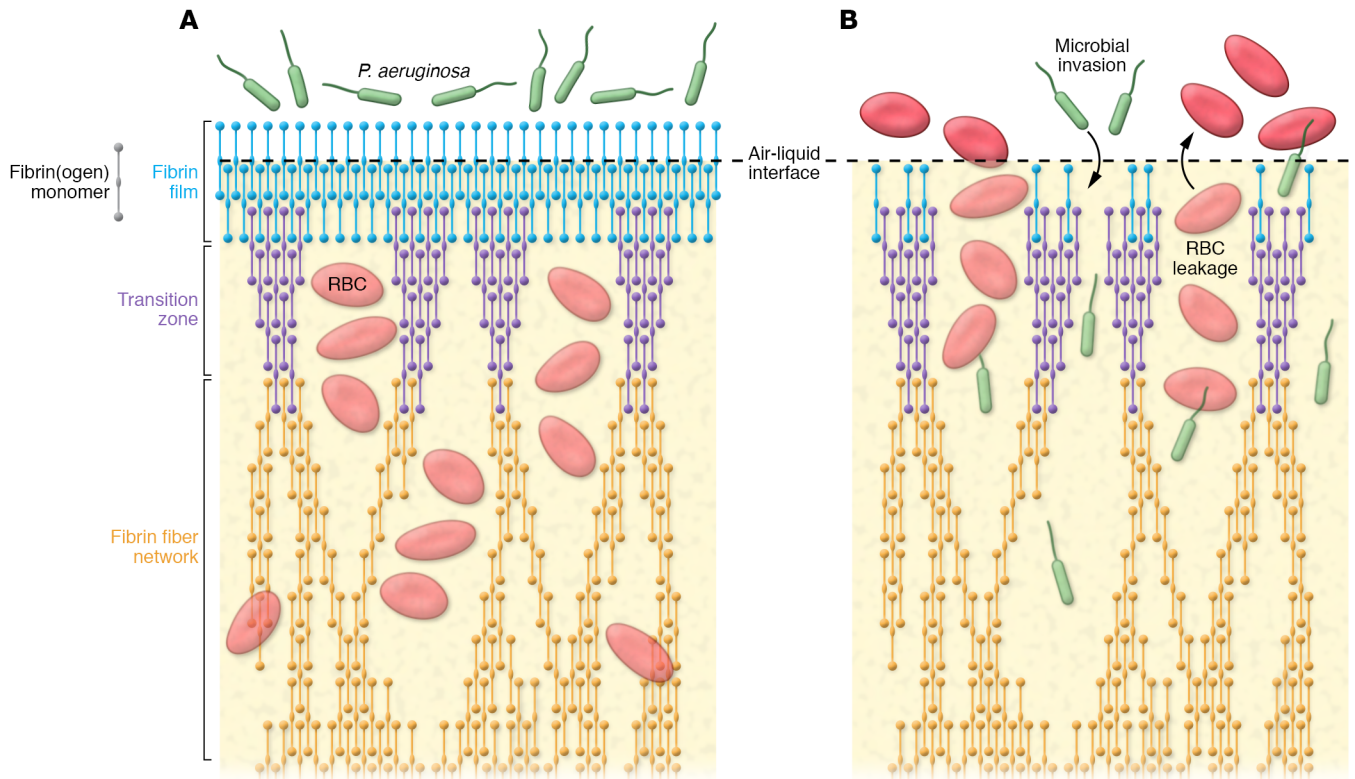 A
P. aeruginosa
Fibrin(ogen)
monomer
Fibrin
film
Transition
zone
RBC
Fibrin fiber
network
Air-liquid
interface
B
Microbial
invasion
RBC
leakage